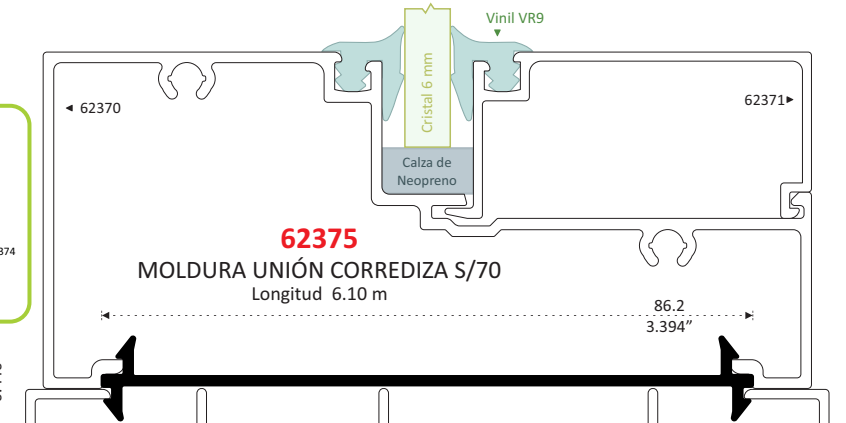 Vinil VR9
Cristal 6 mm
62370
62371
Calza de
Neopreno
62375
MOLDURA UNIÓN CORREDIZA S/70
Longitud 6.10 m
86.2
3.394”